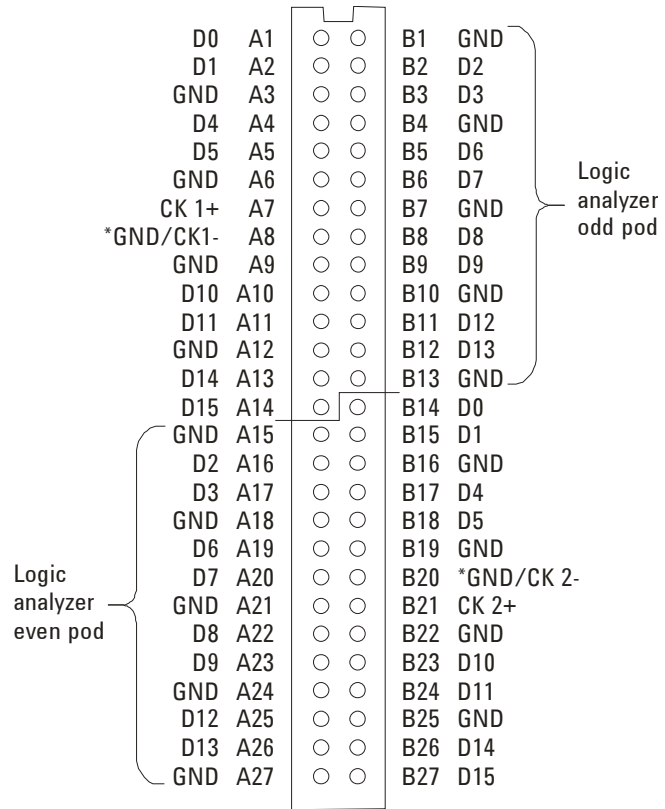 D0 A1 B1 GND
D1 A2 B2 D2
GND A3 B3 D3
D4 A4 B4 GND
D5 A5 B5 D6
GND A6 B6 D7
CK 1+ A7 B7 GND
*GND/CK1- A8 B8 D8
GND A9 B9 D9
D10 A10 B10 GND
D11 A11 B11 D12
GND A12 B12 D13
D14 A13 B13 GND
D15 A14 B14 D0
GND A15 B15 D1
D2 A16 B16 GND
D3 A17 B17 D4
GND A18 B18 D5
D6 A19 B19 GND
D7 A20 B20 *GND/CK 2-
GND A21 B21 CK 2+
D8 A22 B22 GND
D9 A23 B23 D10
GND A24 B24 D11
D12 A25 B25 GND
D13 A26 B26 D14
GND A27 B27 D15
Logic
analyzer
odd pod
Logic
analyzer
even pod